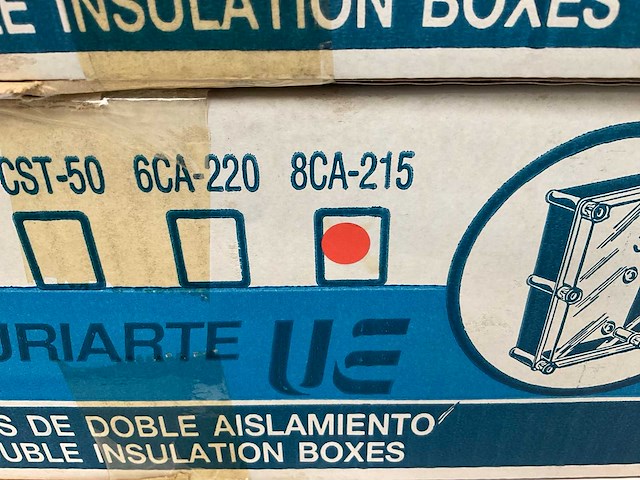 E INSULATION BOXES
CST-50 6CA-220 8CA-215
URIARTE UE
S DE DOBLE AISLAMIENTO
UBLE INSULATION BOXES